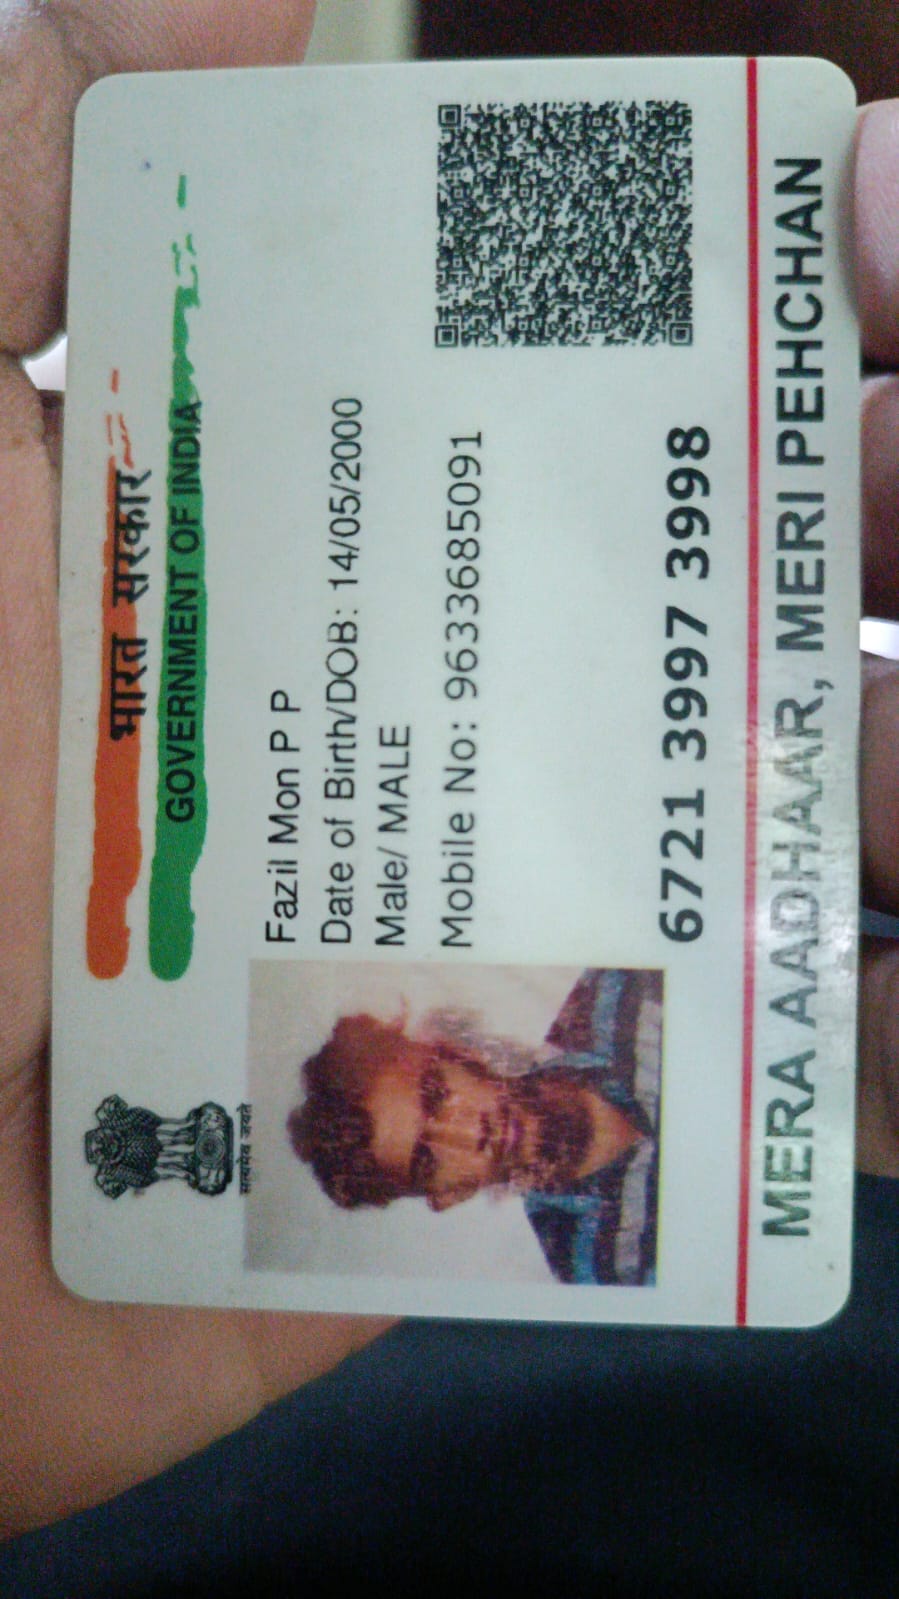 भारत सरकार
GOVERNMENT OF INDIA
सत्यमेव जयते
Fazil Mon P P
Date of Birth/DOB: 14/05/2000
Male/ MALE
Mobile No: 9633685091
6721 3997 3998
MERA AADHAAR, MERI PEHCHAN